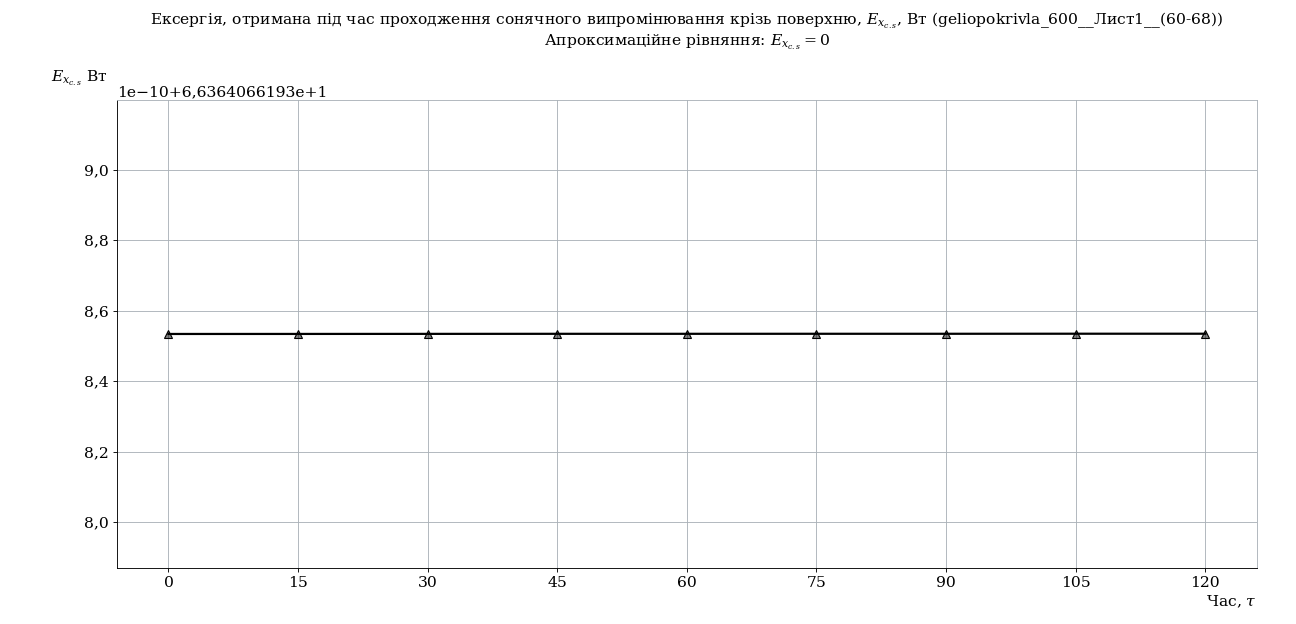 Ексергія, отримана під час проходження сонячного випромінювання крізь поверхню, $E_{x_{c.s}}$, Вт (geliopokrivla_600__Лист1__(60-68))
Апроксимаційне рівняння: $E_{x_{c.s}} = 0$
$E_{x_{c.s}}$ Вт
1e−10+6,6364066193e+1
9,0
8,8
8,6
8,4
8,2
8,0
0 15 30 45 60 75 90 105 120
Час, τ